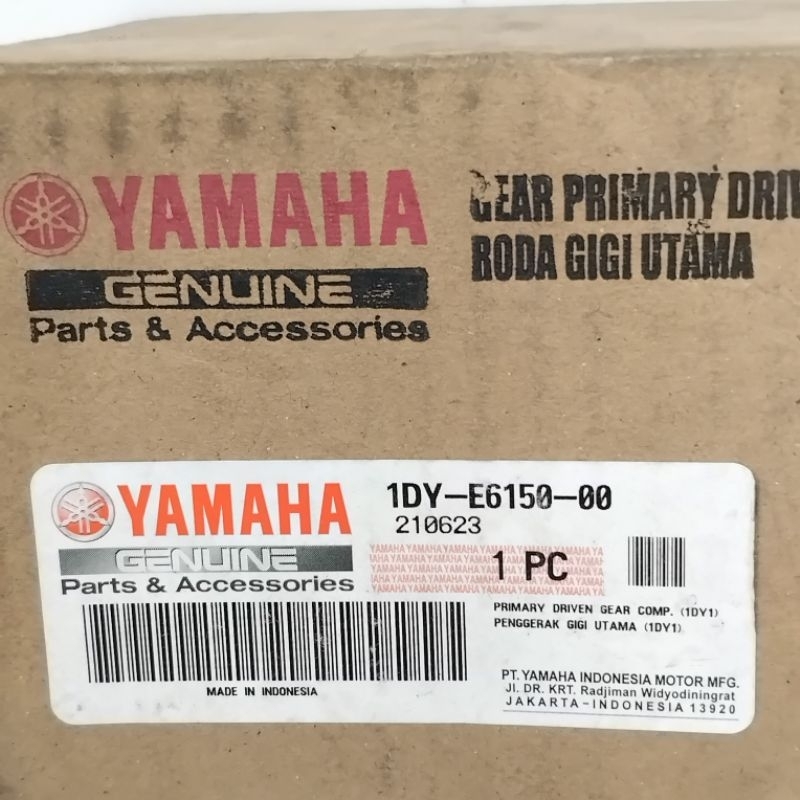 YAMAHA
GENUINE
Parts & Accessories
GEAR PRIMARY DRIV
RODA GIGI UTAMA
YAMAHA
GENUINE
Parts & Accessories
1DY-E6150-00
210623
1 PC
PRIMARY DRIVEN GEAR COMP. (1DY1)
PENGGERAK GIGI UTAMA (1DY1)
MADE IN INDONESIA
PT. YAMAHA INDONESIA MOTOR MFG.
Jl. DR. KRT. Radjiman Widyodiningrat
JAKARTA-INDONESIA 13920